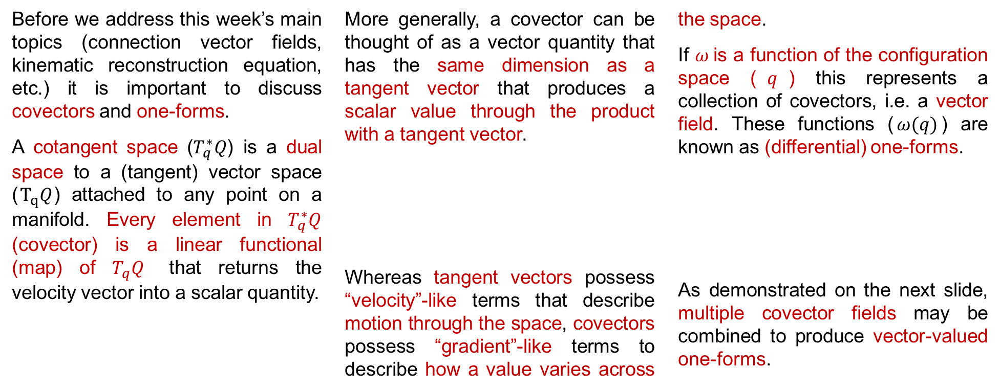 Before we address this week’s main
topics (connection vector fields,
kinematic reconstruction equation,
etc.) it is important to discuss
covectors and one-forms.
A cotangent space (𝑇_𝑞^∗𝑄) is a dual
space to a (tangent) vector space
(T_q𝑄) attached to any point on a
manifold. Every element in 𝑇_𝑞^∗𝑄
(covector) is a linear functional
(map) of 𝑇_𝑞𝑄 that returns the
velocity vector into a scalar quantity.
More generally, a covector can be
thought of as a vector quantity that
has the same dimension as a
tangent vector that produces a
scalar value through the product
with a tangent vector.
Whereas tangent vectors possess
“velocity”-like terms that describe
motion through the space, covectors
possess “gradient”-like terms to
describe how a value varies across
the space.
If 𝜔 is a function of the configuration
space ( 𝑞 ) this represents a
collection of covectors, i.e. a vector
field. These functions (𝜔(𝑞)) are
known as (differential) one-forms.
As demonstrated on the next slide,
multiple covector fields may be
combined to produce vector-valued
one-forms.